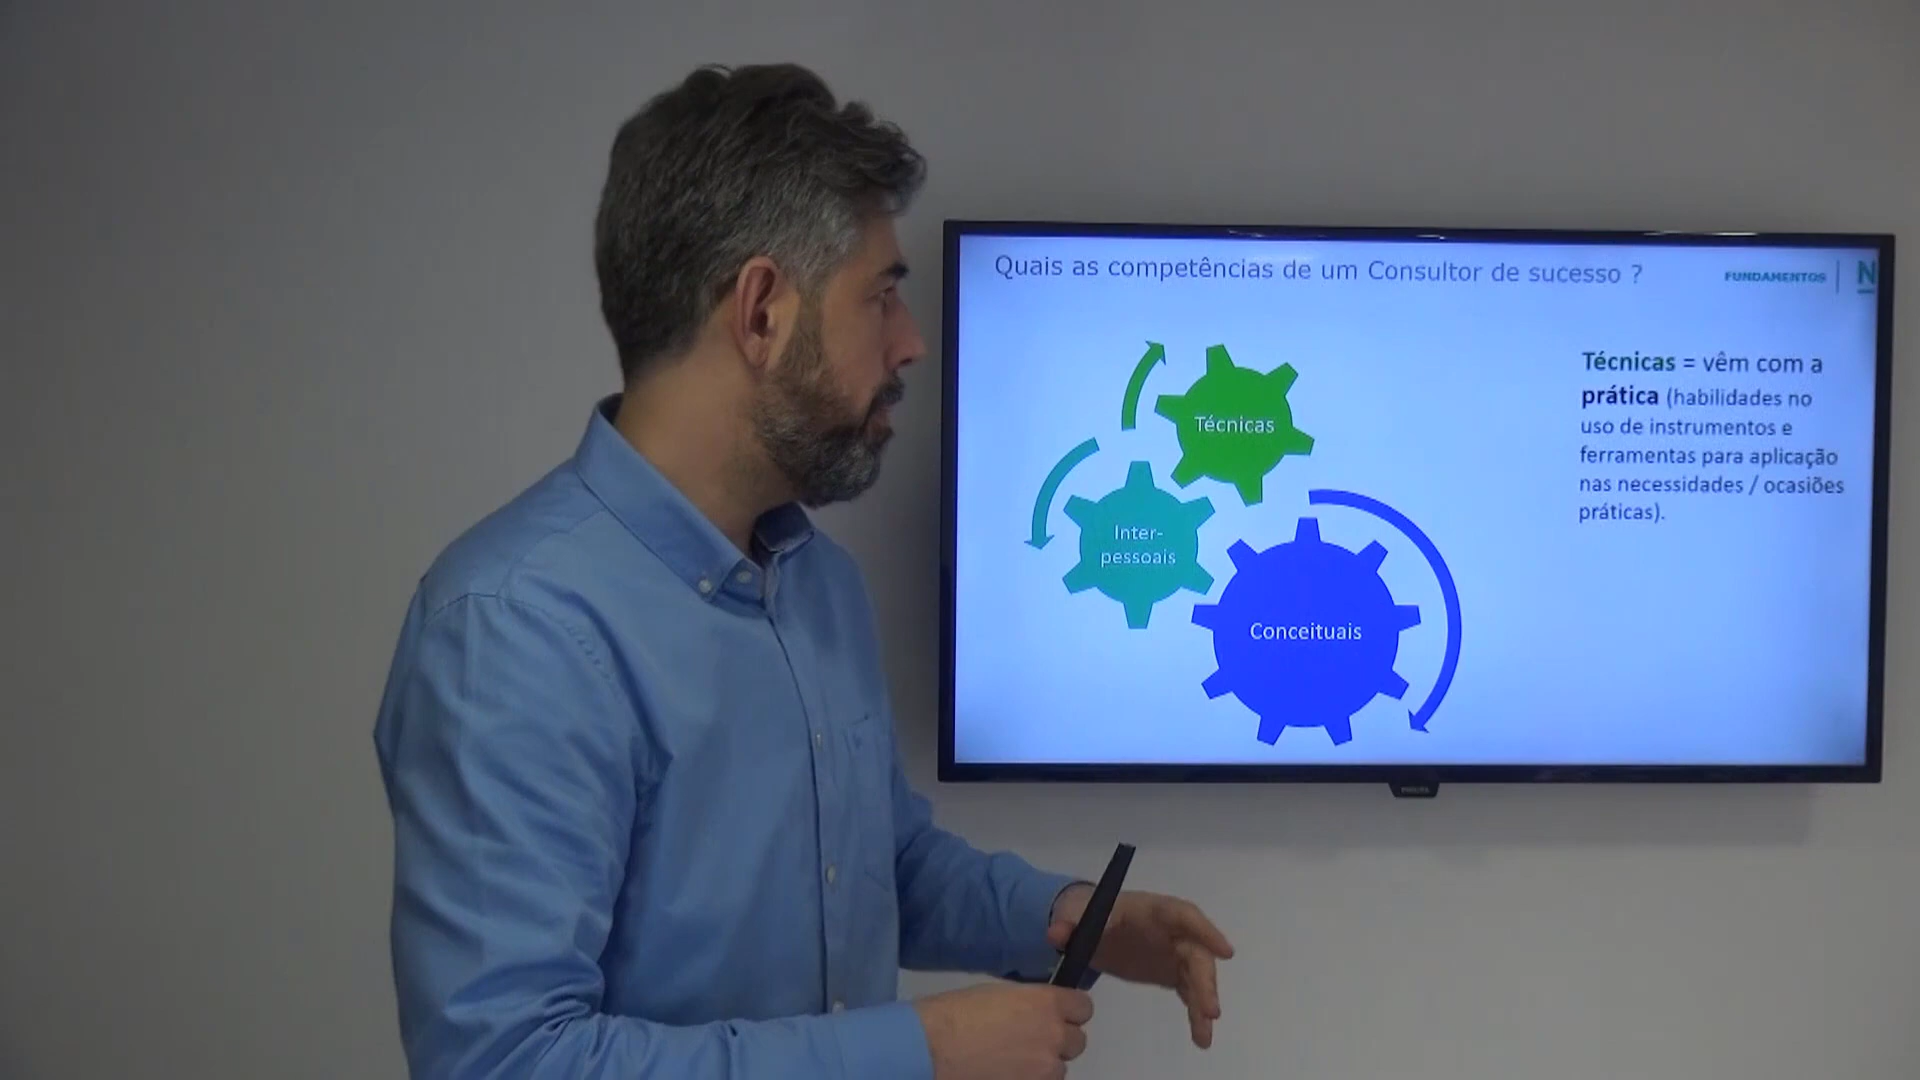 Quais as competências de um Consultor de sucesso ?
FUNDAMENTOS
N
Técnicas
Inter-
pessoais
Conceituais
Técnicas = vêm com a
prática (habilidades no
uso de instrumentos e
ferramentas para aplicação
nas necessidades / ocasiões
práticas).
PHILIPS